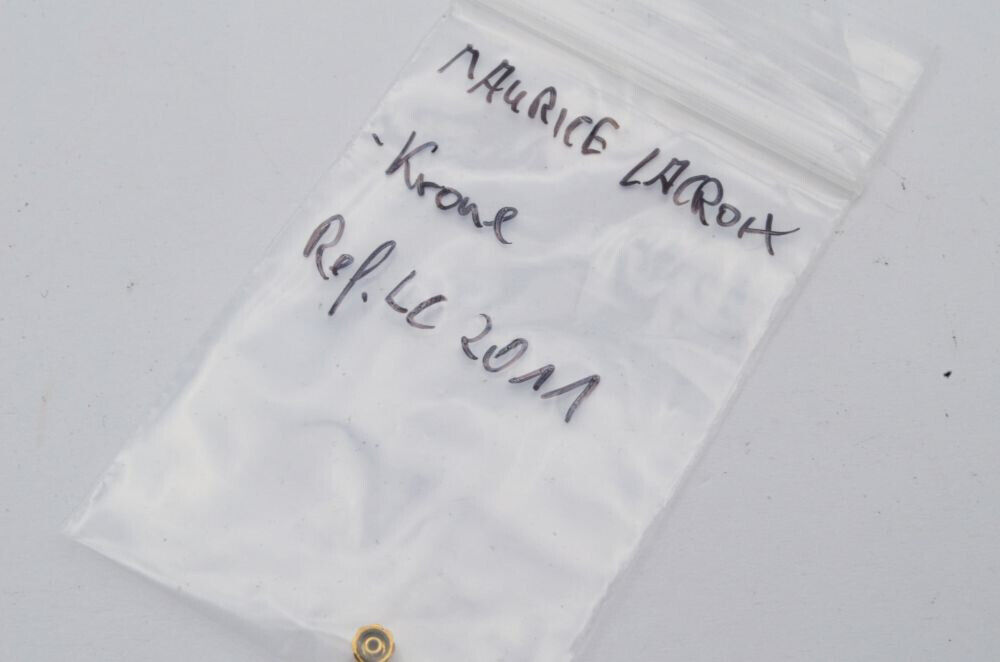 MAURICE LACROIX
-Krone
Ref. LC 2011